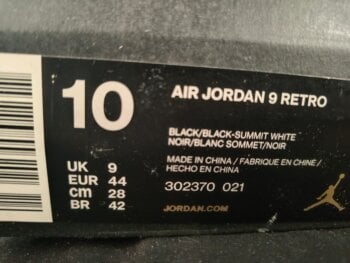 10
AIR JORDAN 9 RETRO
BLACK/BLACK-SUMMIT WHITE
NOIR/BLANC SOMMET/NOIR
MADE IN CHINA / FABRIQUÉ EN CHINE /
HECHO EN CHINA
UK 9
EUR 44
cm 28
BR 42
302370 021
JORDAN.COM